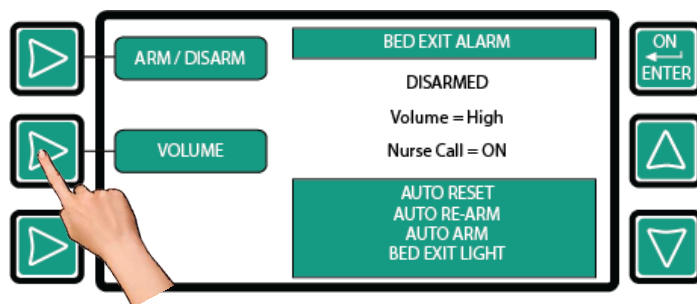 ARM / DISARM
VOLUME
BED EXIT ALARM
DISARMED
Volume = High
Nurse Call = ON
AUTO RESET
AUTO RE-ARM
AUTO ARM
BED EXIT LIGHT
ON
ENTER